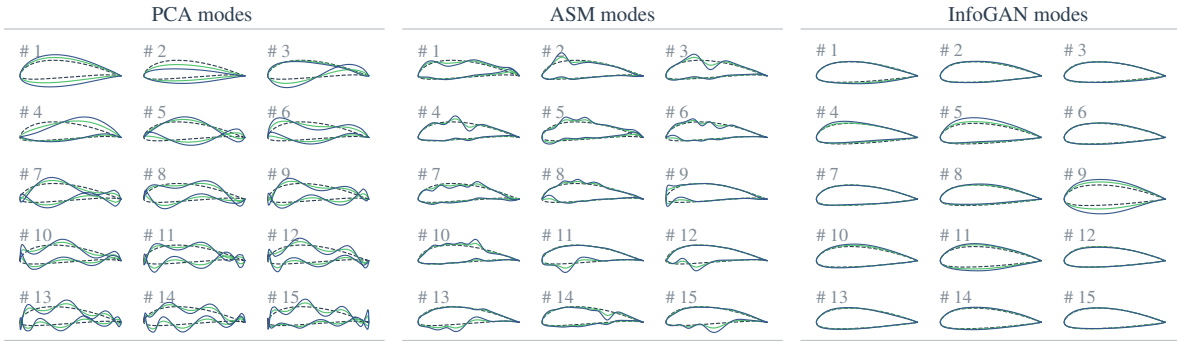 PCA modes
# 1 # 2 # 3
# 4 # 5 # 6
# 7 # 8 # 9
# 10 # 11 # 12
# 13 # 14 # 15
ASM modes
# 1 # 2 # 3
# 4 # 5 # 6
# 7 # 8 # 9
# 10 # 11 # 12
# 13 # 14 # 15
InfoGAN modes
# 1 # 2 # 3
# 4 # 5 # 6
# 7 # 8 # 9
# 10 # 11 # 12
# 13 # 14 # 15